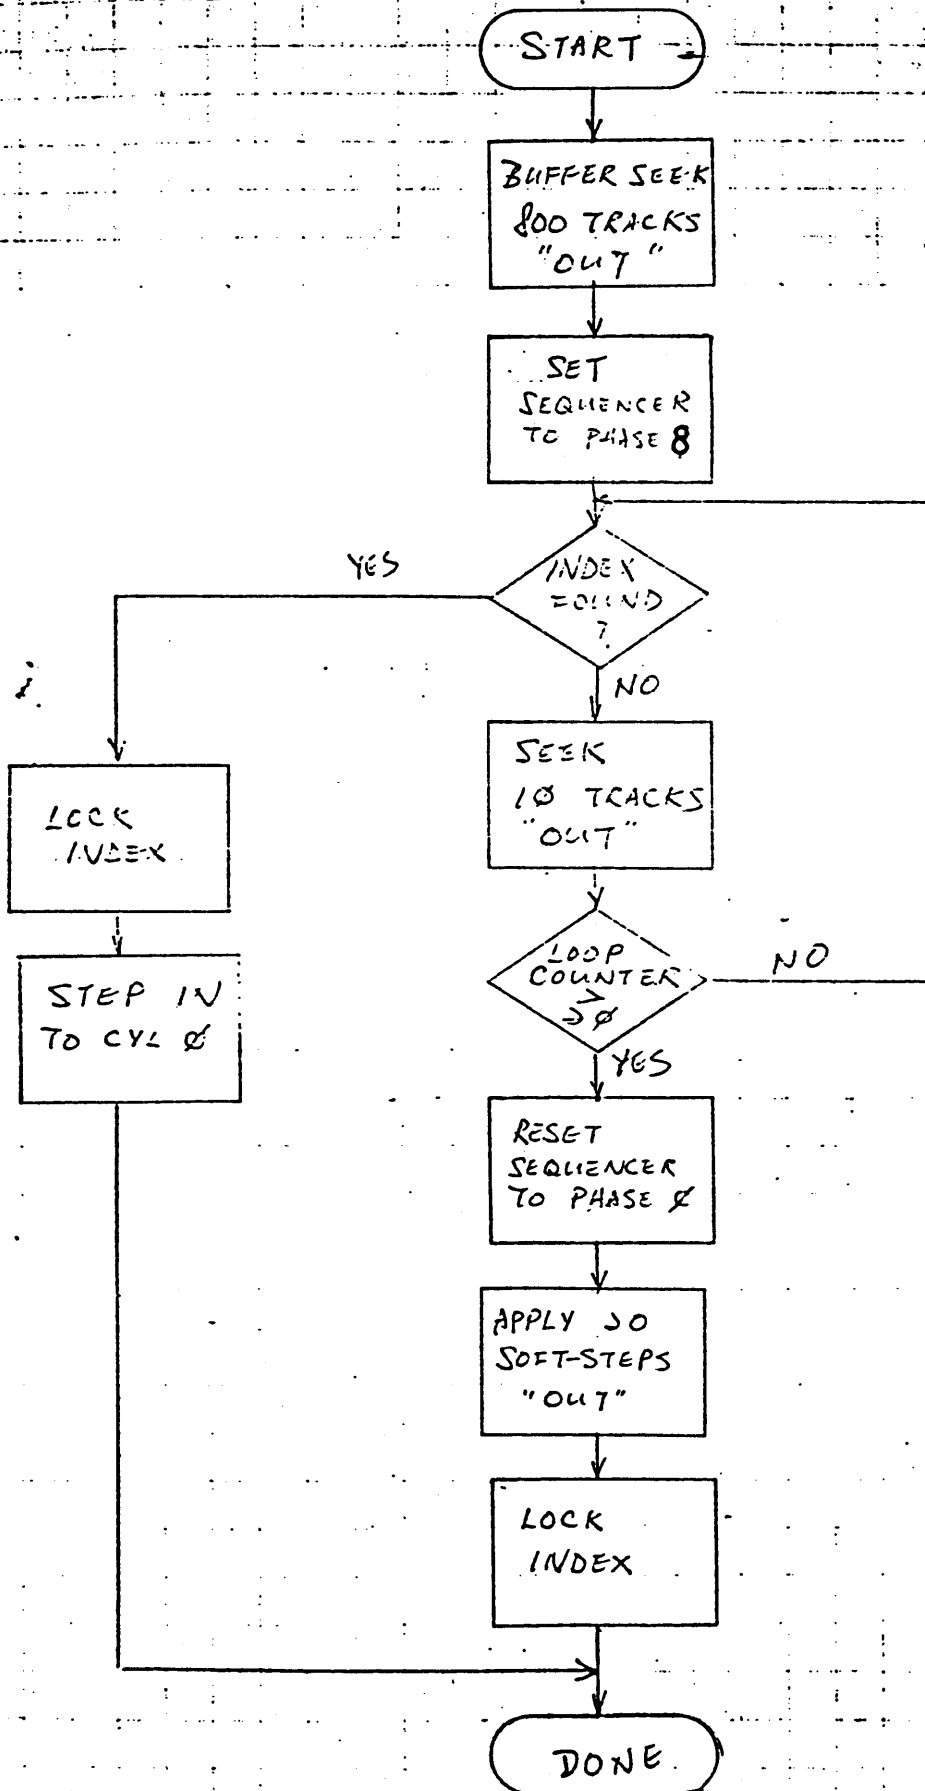 START
BUFFER SEEK
800 TRACKS
"OUT"
SET
SEQUENCER
TO PHASE 8
INDEX
FOUND
?
YES
NO
SEEK
1Ø TRACKS
"OUT"
LOCK
INDEX
STEP IN
TO CYL Ø
LOOP
COUNTER
>
Ø
NO
YES
RESET
SEQUENCER
TO PHASE Ø
APPLY
SOFT-STEPS
"OUT"
LOCK
INDEX
DONE